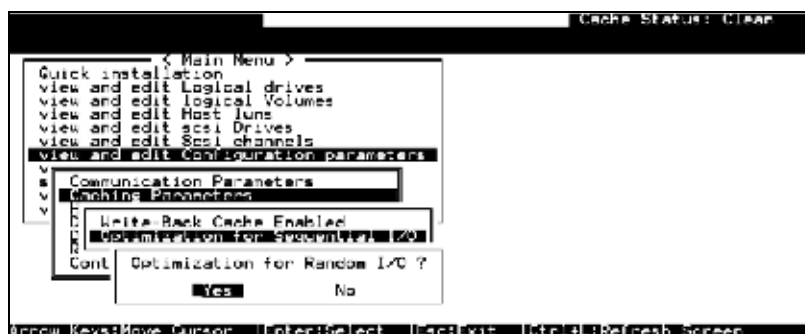 Cache Status: Clean
< Main Menu >
Quick installation
view and edit Logical drives
view and edit logical Volumes
view and edit Host luns
view and edit scsi Drives
view and edit Scsi channels
view and edit Configuration parameters
v
s
v
v
Communication Parameters
Caching Parameters
Write-Back Cache Enabled
Optimization for Sequential I/O
Cont
Optimization for Random I/O ?
Yes No
Arrow Keys:Move Cursor |Enter:Select |Esc:Exit |Ctrl+L:Refresh Screen